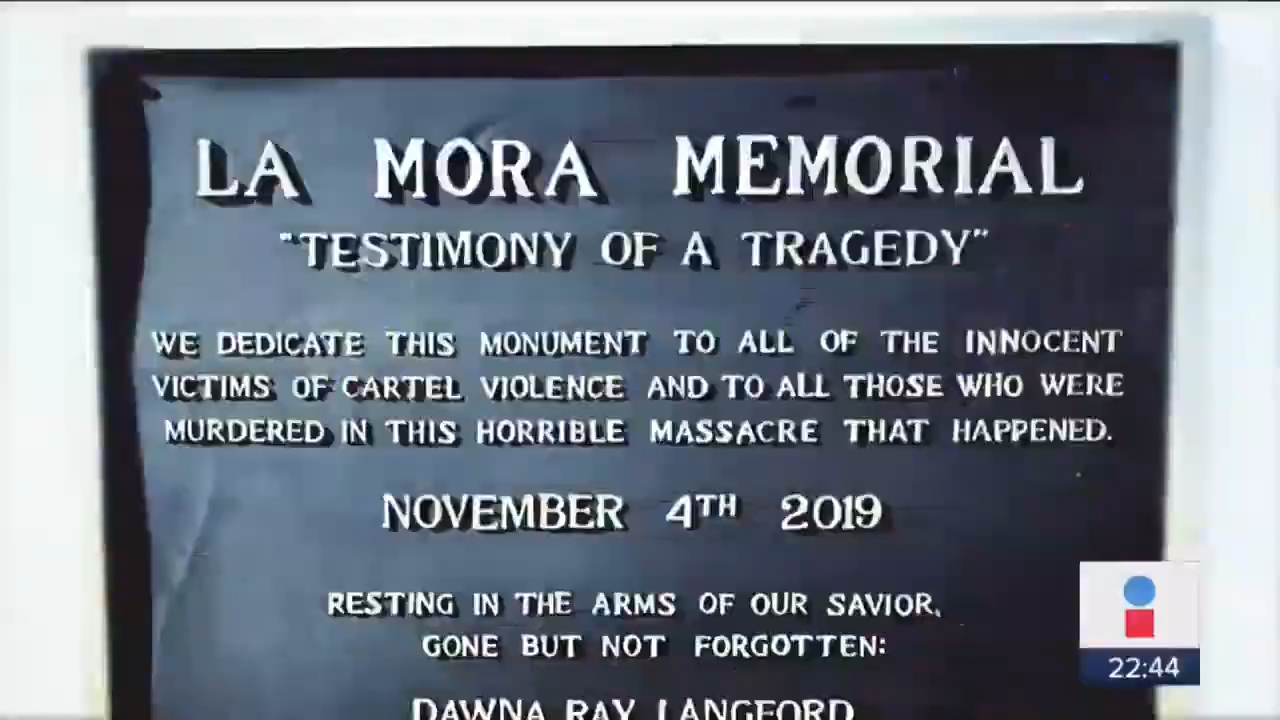 LA MORA MEMORIAL
"TESTIMONY OF A TRAGEDY"
WE DEDICATE THIS MONUMENT TO ALL OF THE INNOCENT
VICTIMS OF CARTEL VIOLENCE AND TO ALL THOSE WHO WERE
MURDERED IN THIS HORRIBLE MASSACRE THAT HAPPENED.
NOVEMBER 4TH 2019
RESTING IN THE ARMS OF OUR SAVIOR,
GONE BUT NOT FORGOTTEN:
DAWNA RAY LANGFORD
22:44